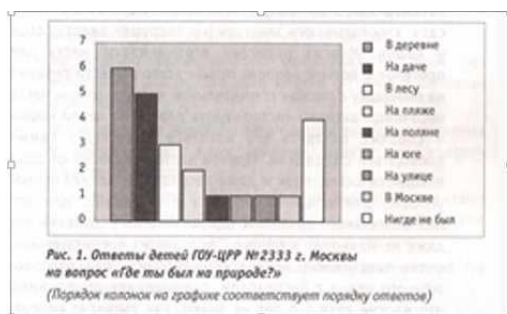 7
6
5
4
3
2
1
0
В деревне
На даче
В лесу
На пляже
На поляне
На юге
На улице
В Москве
Нигде не был
Рис. 1. Ответы детей ГОУ-ЦРР № 2333 г. Москвы
на вопрос «Где ты был на природе?»
(Порядок колонок на графике соответствует порядку ответов)